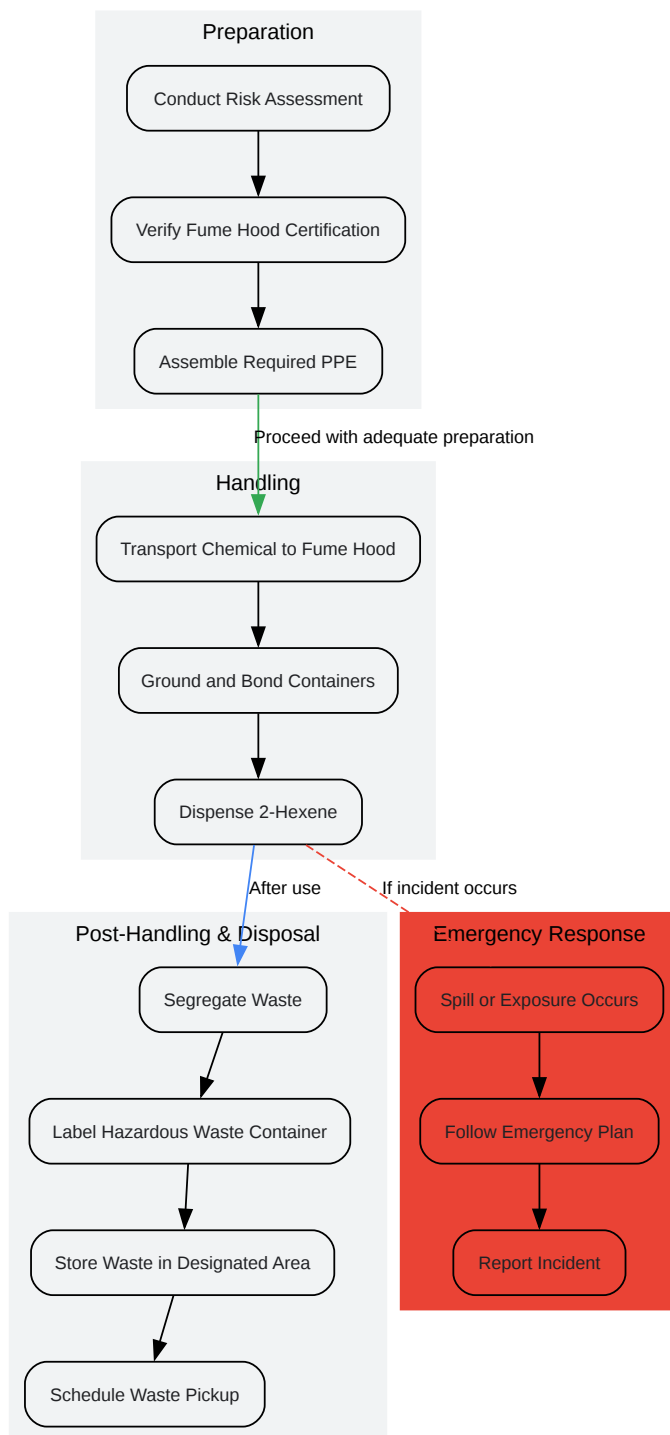 Preparation
Conduct Risk Assessment
Verify Fume Hood Certification
Assemble Required PPE
Proceed with adequate preparation
Handling
Transport Chemical to Fume Hood
Ground and Bond Containers
Dispense 2-Hexene
After use
If incident occurs
Post-Handling & Disposal
Segregate Waste
Label Hazardous Waste Container
Store Waste in Designated Area
Schedule Waste Pickup
Emergency Response
Spill or Exposure Occurs
Follow Emergency Plan
Report Incident